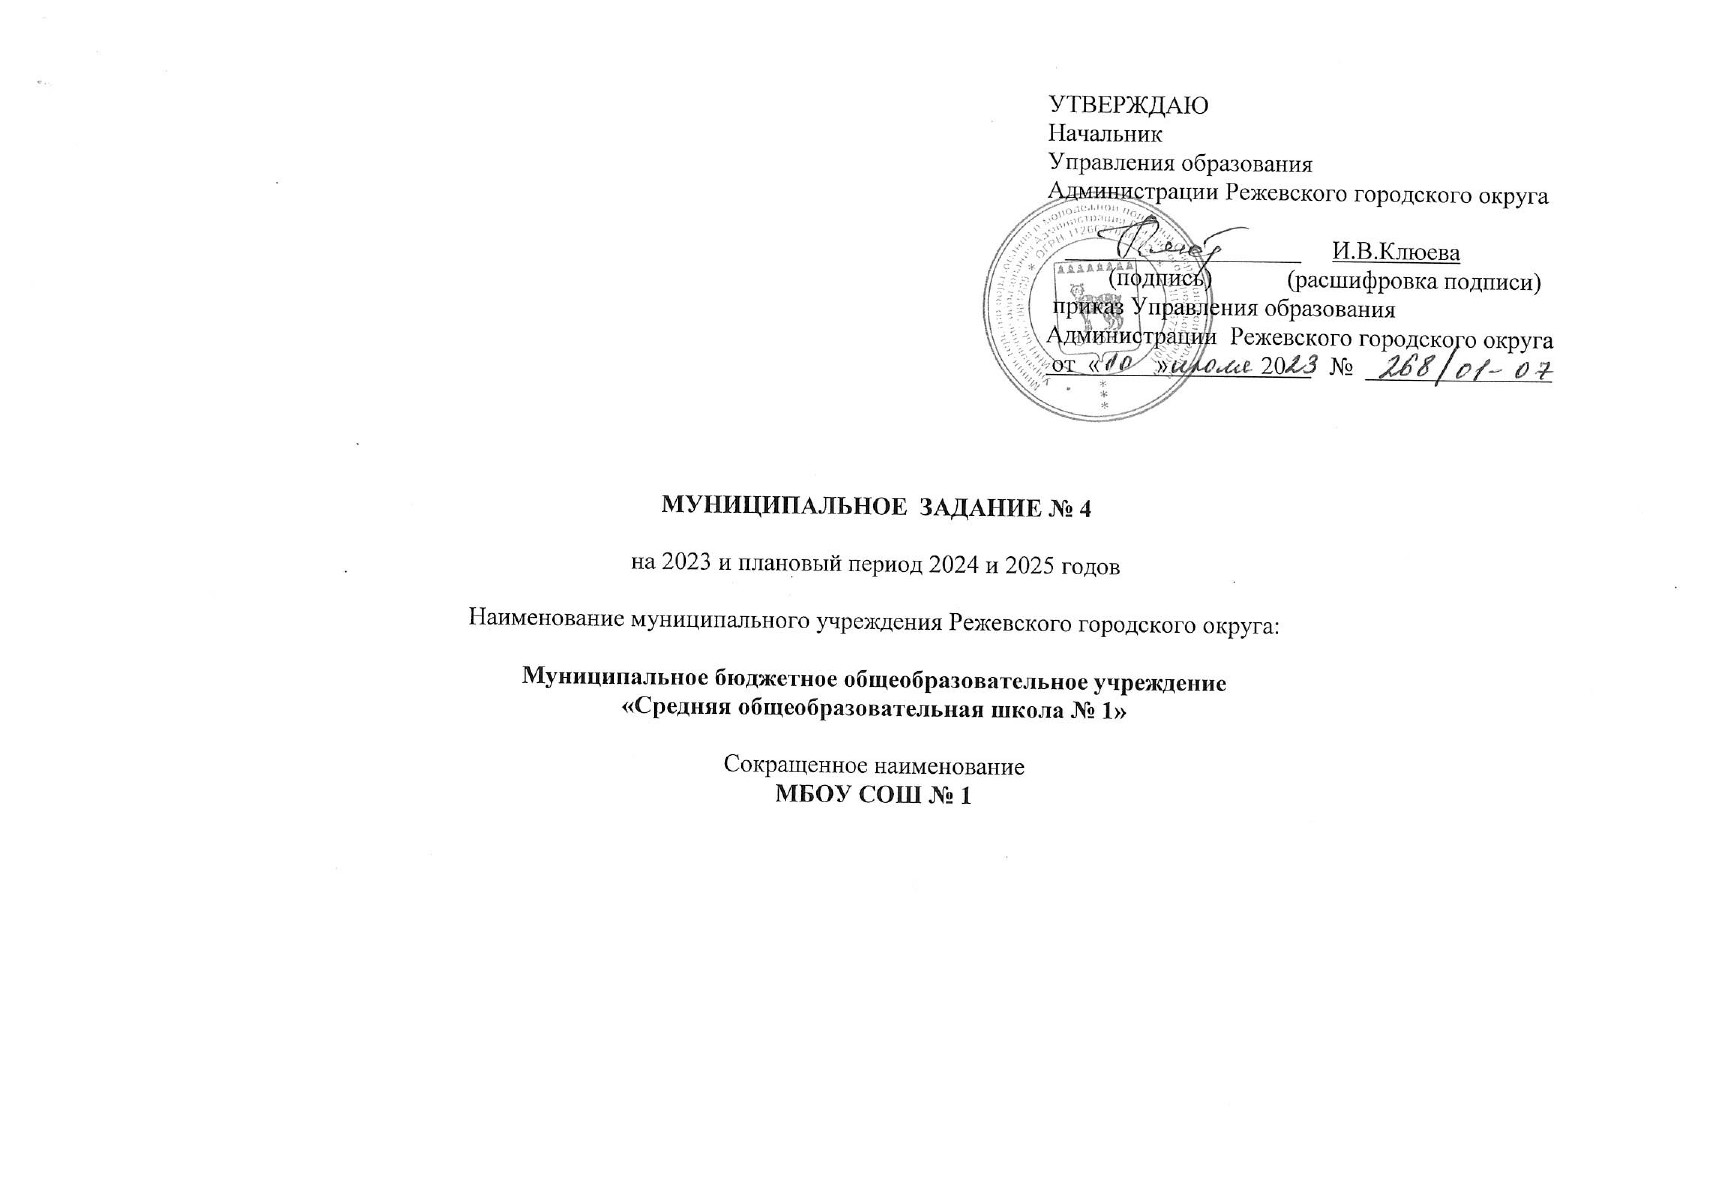 УТВЕРЖДАЮ
Начальник
Управления образования
Администрации Режевского городского округа
И.В.Клюева
(подпись) (расшифровка подписи)
приказ Управления образования
Администрации Режевского городского округа
от «10 » июля 2023 № 268/01-07
МУНИЦИПАЛЬНОЕ ЗАДАНИЕ № 4
на 2023 и плановый период 2024 и 2025 годов
Наименование муниципального учреждения Режевского городского округа:
Муниципальное бюджетное общеобразовательное учреждение
«Средняя общеобразовательная школа № 1»
Сокращенное наименование
МБОУ СОШ № 1